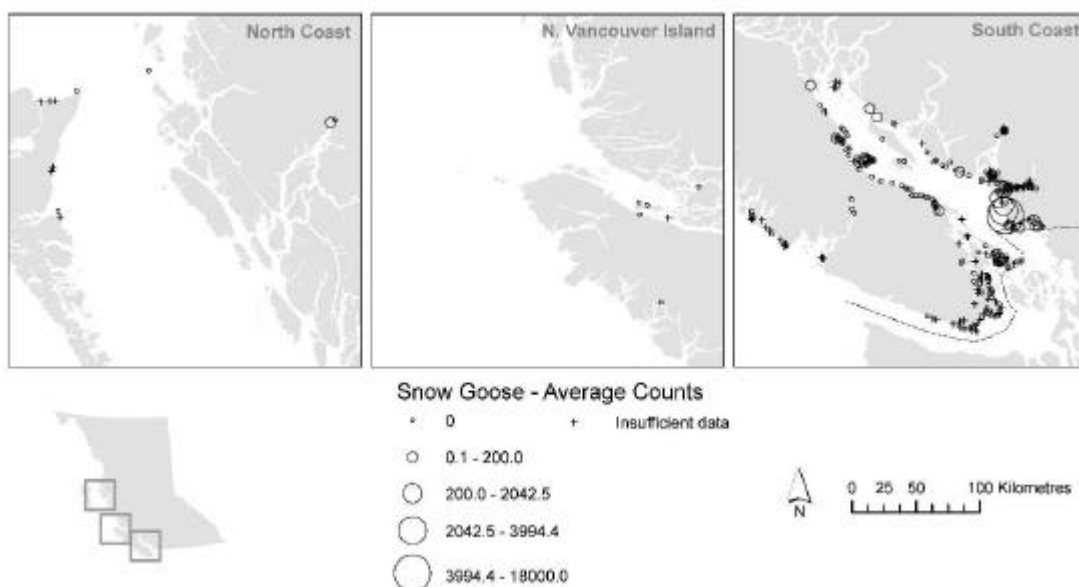 North Coast
N. Vancouver Island
South Coast
Snow Goose - Average Counts
0
Insufficient data
0.1 - 200.0
200.0 - 2042.5
2042.5 - 3994.4
3994.4 - 18000.0
N
0 25 50 100 Kilometres